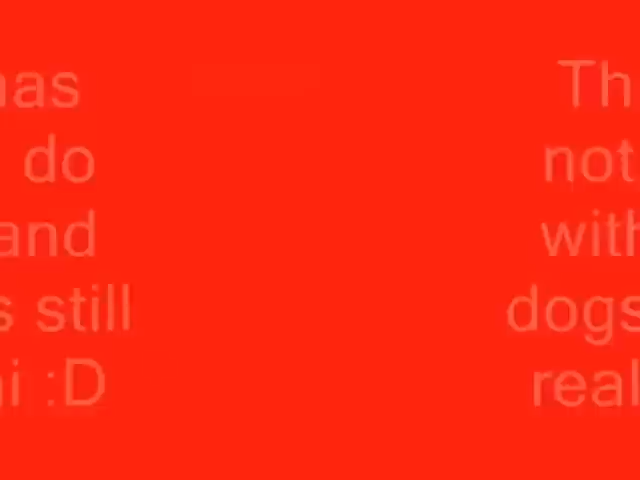 has
do
and
s still
:D
Th
not
with
dogs
real